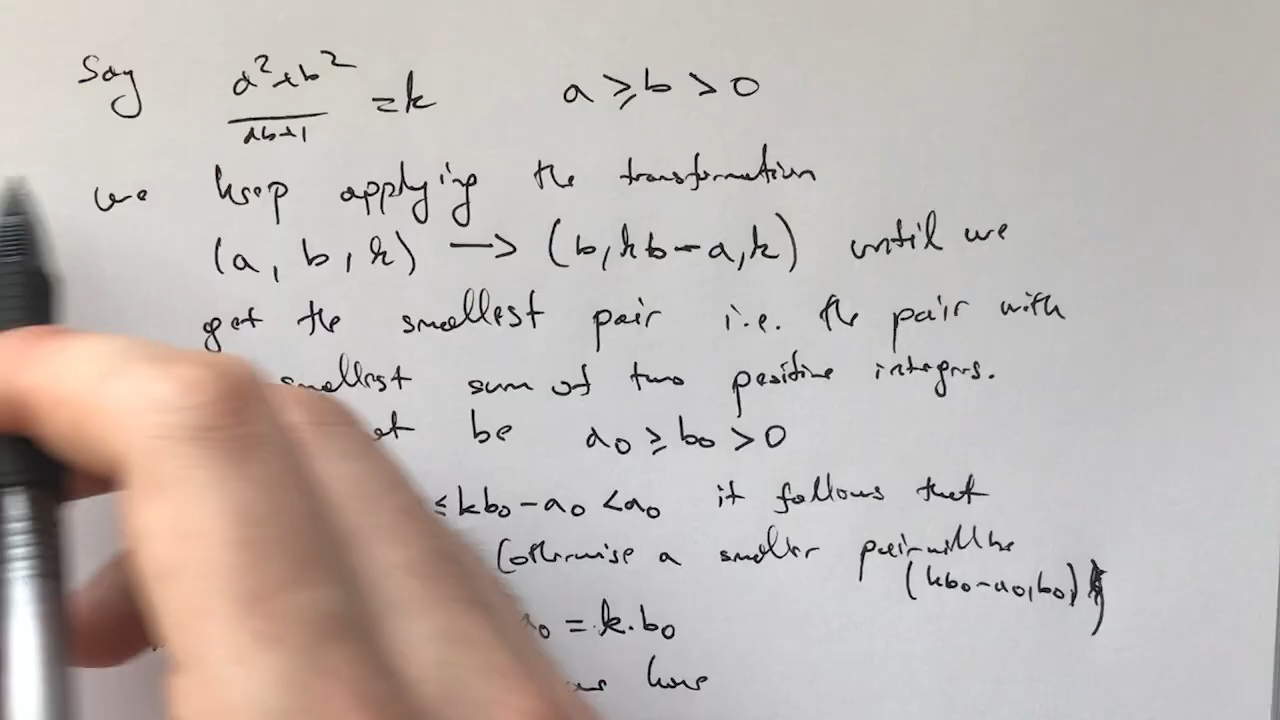 Say a²+b² / ab+1 = k   a ⩾ b > 0
we keep applying the transformation
(a, b, k) → (b, kb-a, k) until we
get the smallest pair i.e. the pair with
smallest sum of two positive integers.
be a₀ ⩾ b₀ > 0
≤ kb₀-a₀ < a₀ it follows that
(otherwise a smaller pair will be
(kb₀-a₀, b₀))
= k.b₀
have